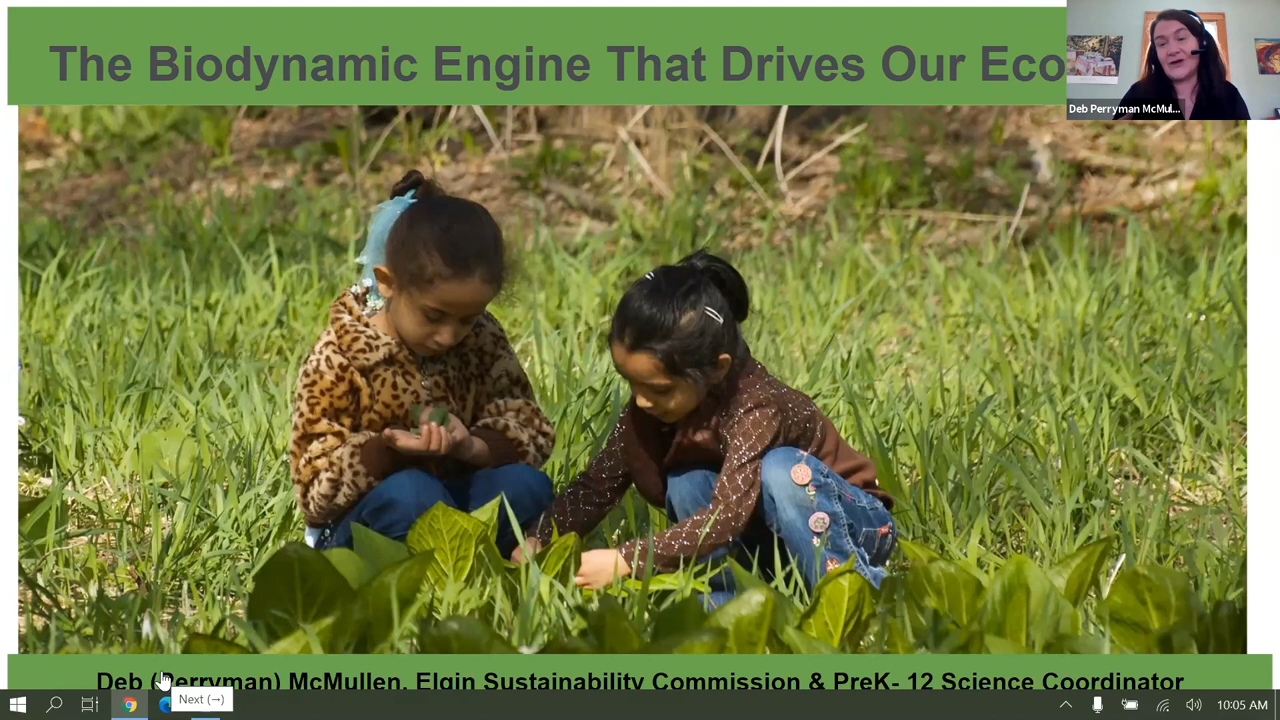 The Biodynamic Engine That Drives Our Eco
Deb Perryman McMul...
Deb (Perryman) McMullen, Elgin Sustainability Commission & PreK- 12 Science Coordinator
Next (→)
10:05 AM